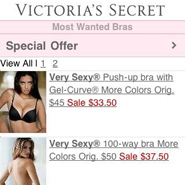 VICTORIA'S SECRET
Most Wanted Bras
Special Offer >
View All | 1 2
Very Sexy® Push-up bra with
Gel-Curve® More Colors Orig.
$45 Sale $33.50
Very Sexy® 100-way bra More
Colors Orig. $50 Sale $37.50